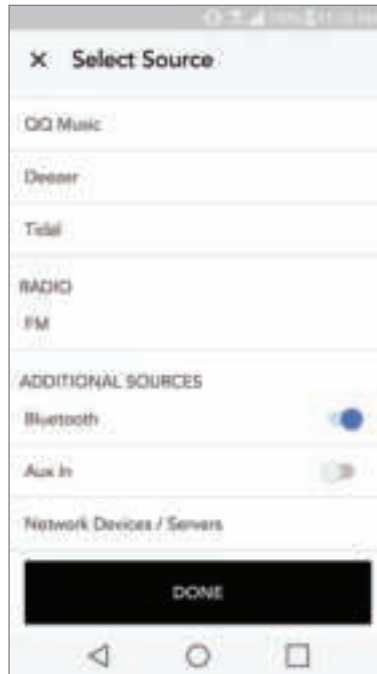 Select Source
QQ Music
Deezer
Tidal
RADIO
FM
ADDITIONAL SOURCES
Bluetooth
Aux In
Network Devices / Servers
DONE